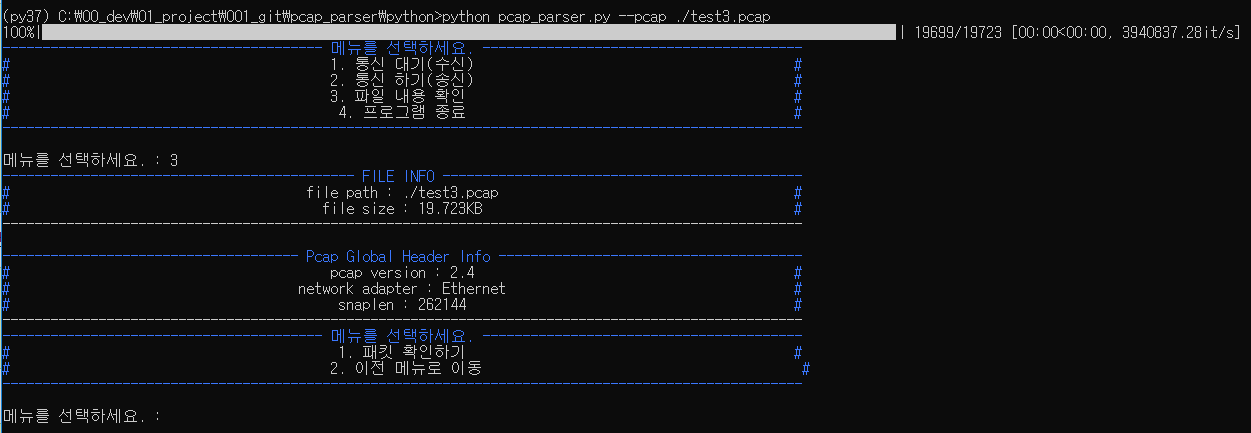 (py37) C:\00_dev\01_project\001_git\pcap_parser\python>python pcap_parser.py --pcap ./test3.pcap
100%| | 19699/19723 [00:00<00:00, 3940837.28it/s]
---------------------------------------- 메뉴를 선택하세요. ----------------------------------------
# 1. 통신 대기(수신) #
# 2. 통신 하기(송신) #
# 3. 파일 내용 확인 #
# 4. 프로그램 종료 #
----------------------------------------------------------------------------------------------------
메뉴를 선택하세요. : 3
-------------------------------------------- FILE INFO ---------------------------------------------
# file path : ./test3.pcap #
# file size : 19.723KB #
----------------------------------------------------------------------------------------------------
------------------------------------- Pcap Global Header Info --------------------------------------
# pcap version : 2.4 #
# network adapter : Ethernet #
# snaplen : 262144 #
----------------------------------------------------------------------------------------------------
---------------------------------------- 메뉴를 선택하세요. ----------------------------------------
# 1. 패킷 확인하기 #
# 2. 이전 메뉴로 이동 #
----------------------------------------------------------------------------------------------------
메뉴를 선택하세요. :